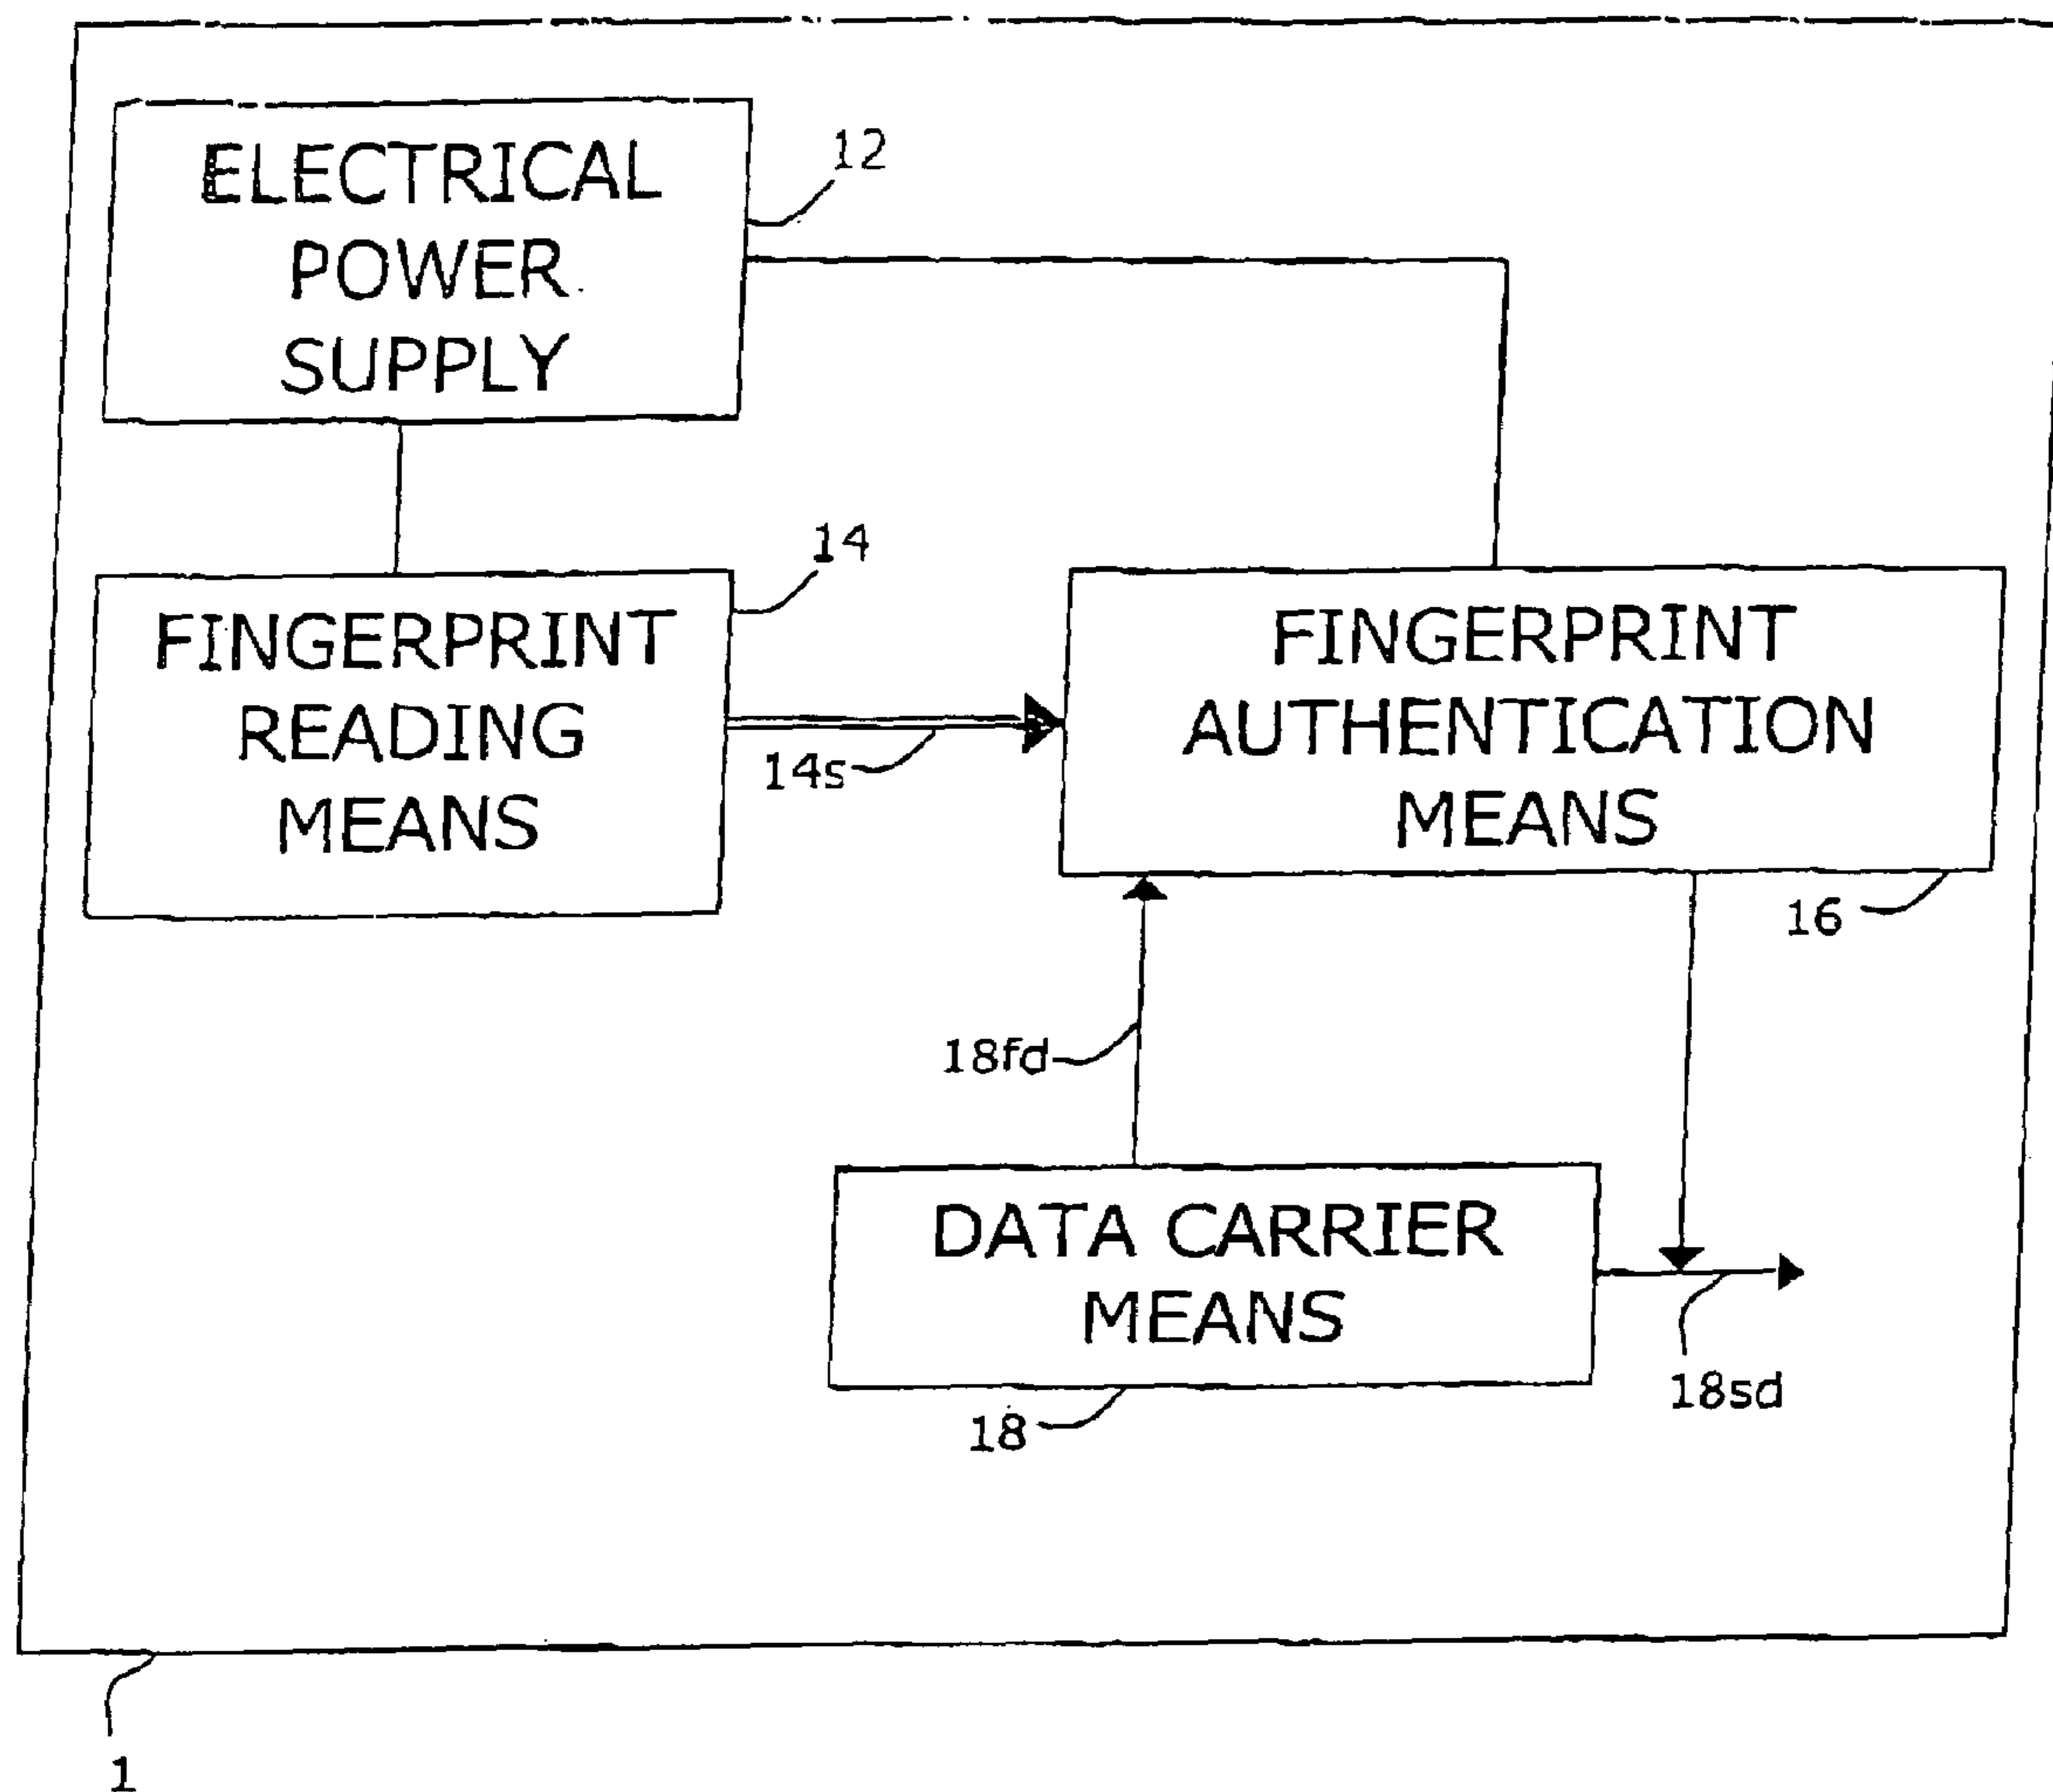 ELECTRICAL
POWER
SUPPLY
12
FINGERPRINT
READING
MEANS
14
14s
FINGERPRINT
AUTHENTICATION
MEANS
16
18fd
DATA CARRIER
MEANS
18
18sd
1